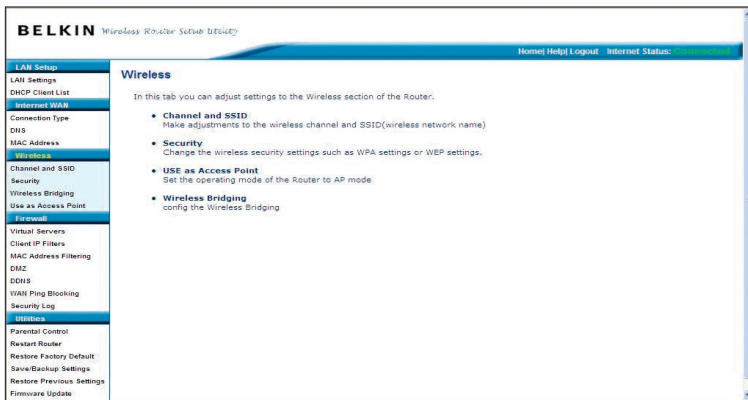 BELKIN Wireless Router Setup Utility
Home| Help| Logout Internet Status: Connected
LAN Setup
LAN Settings
DHCP Client List
Internet WAN
Connection Type
DNS
MAC Address
Wireless
Channel and SSID
Security
Wireless Bridging
Use as Access Point
Firewall
Virtual Servers
Client IP Filters
MAC Address Filtering
DMZ
DDNS
WAN Ping Blocking
Security Log
Utilities
Parental Control
Restart Router
Restore Factory Default
Save/Backup Settings
Restore Previous Settings
Firmware Update
Wireless
In this tab you can adjust settings to the Wireless section of the Router.
• Channel and SSID
Make adjustments to the wireless channel and SSID(wireless network name)
• Security
Change the wireless security settings such as WPA settings or WEP settings.
• USE as Access Point
Set the operating mode of the Router to AP mode
• Wireless Bridging
config the Wireless Bridging